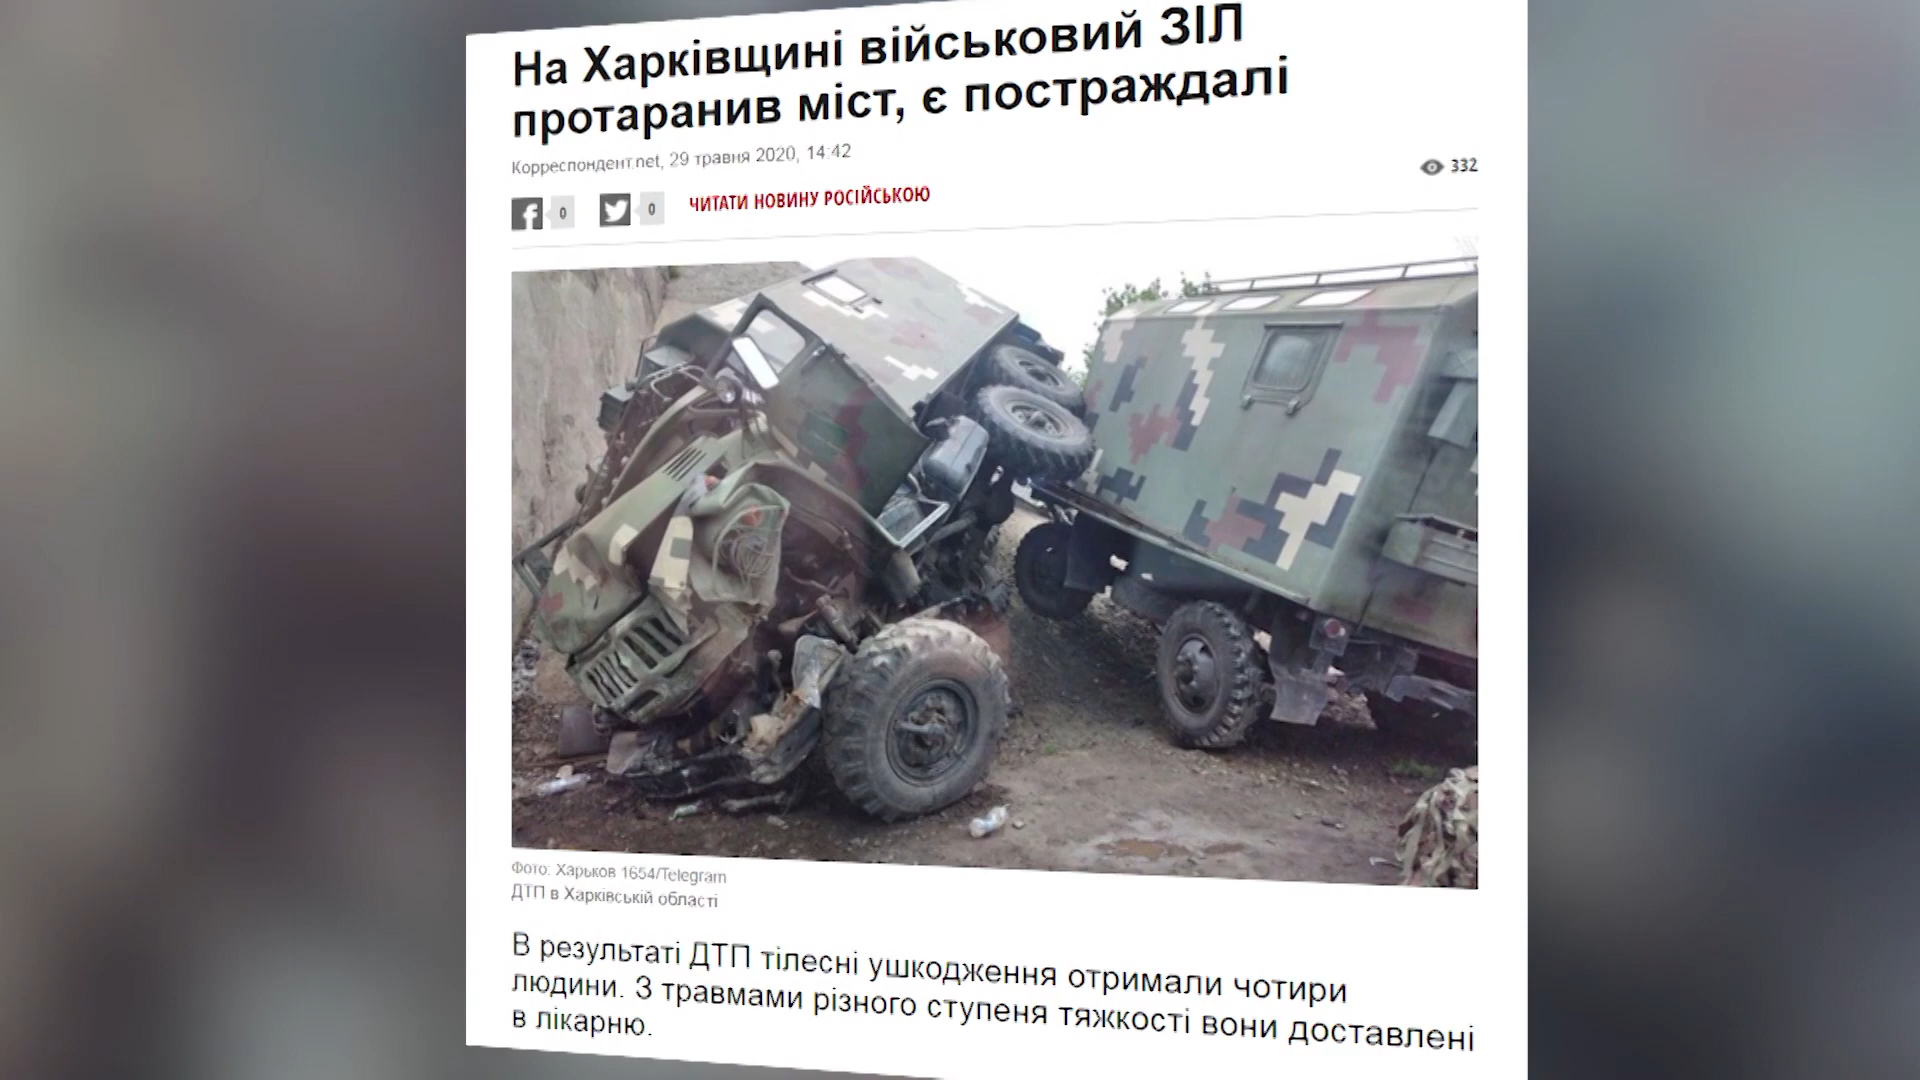 На Харківщині військовий ЗІЛ
протаранив міст, є постраждалі
Корреспондент.net, 29 травня 2020, 14:42
332
0 0 ЧИТАТИ НОВИНУ РОСІЙСЬКОЮ
Фото: Харьков 1654/Telegram
ДТП в Харківській області
В результаті ДТП тілесні ушкодження отримали чотири
людини. З травмами різного ступеня тяжкості вони доставлені
в лікарню.